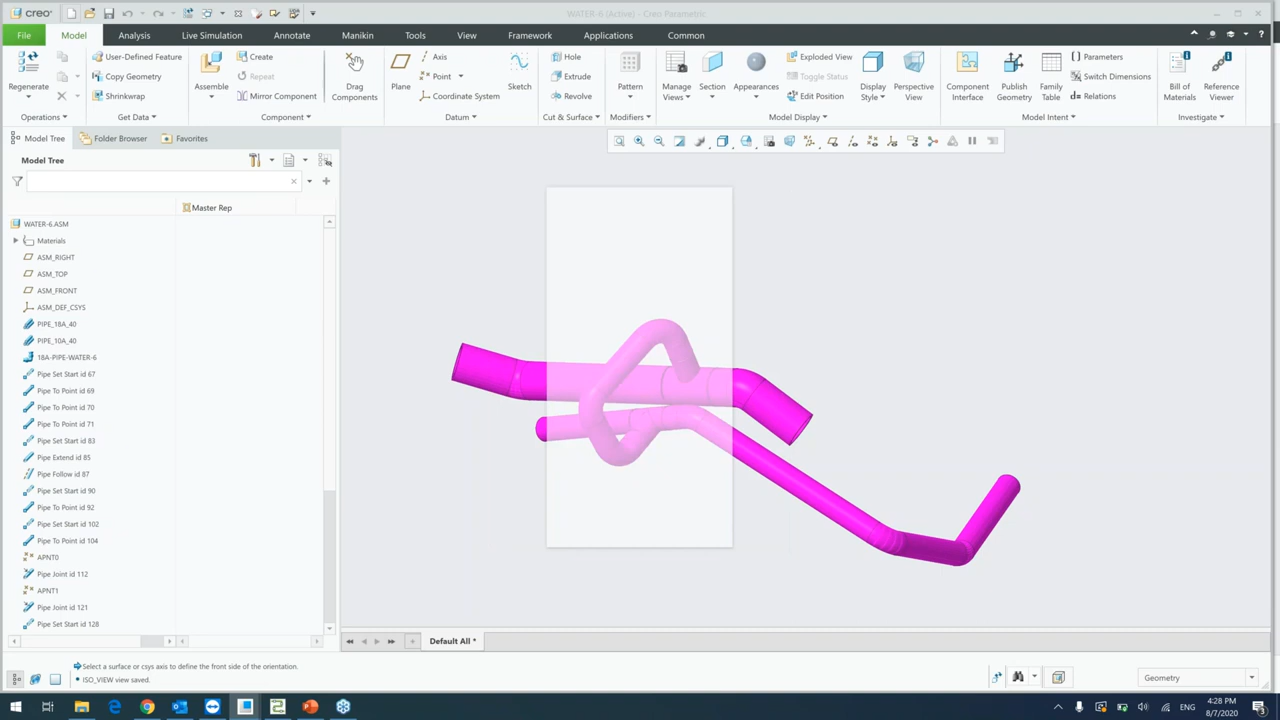 creo
WATER-6 (Active) - Creo Parametric
File Model Analysis Live Simulation Annotate Manikin Tools View Framework Applications Common
Regenerate
User-Defined Feature
Copy Geometry
Shrinkwrap
Assemble
Create
Repeat
Mirror Component
Drag Components
Plane
Axis
Point
Coordinate System
Sketch
Hole
Extrude
Revolve
Pattern
Manage Views
Section
Appearances
Exploded View
Toggle Status
Edit Position
Display Style
Perspective View
Component Interface
Publish Geometry
Family Table
Parameters
Switch Dimensions
Relations
Bill of Materials
Reference Viewer
Operations Get Data Component Datum Cut & Surface Modifiers Model Display Model Intent Investigate
Model Tree Folder Browser Favorites
Model Tree
Master Rep
WATER-6.ASM
Materials
ASM_RIGHT
ASM_TOP
ASM_FRONT
ASM_DEF_CSYS
PIPE_18A_40
PIPE_10A_40
18A-PIPE-WATER-6
Pipe Set Start id 67
Pipe To Point id 69
Pipe To Point id 70
Pipe To Point id 71
Pipe Set Start id 83
Pipe Extend id 85
Pipe Follow id 87
Pipe Set Start id 90
Pipe To Point id 92
Pipe Set Start id 102
Pipe To Point id 104
APNT0
Pipe Joint id 112
APNT1
Pipe Joint id 121
Pipe Set Start id 128
Default All *
Select a surface or csys axis to define the front side of the orientation.
• ISO_VIEW view saved.
Geometry
ENG
4:28 PM
8/7/2020
3